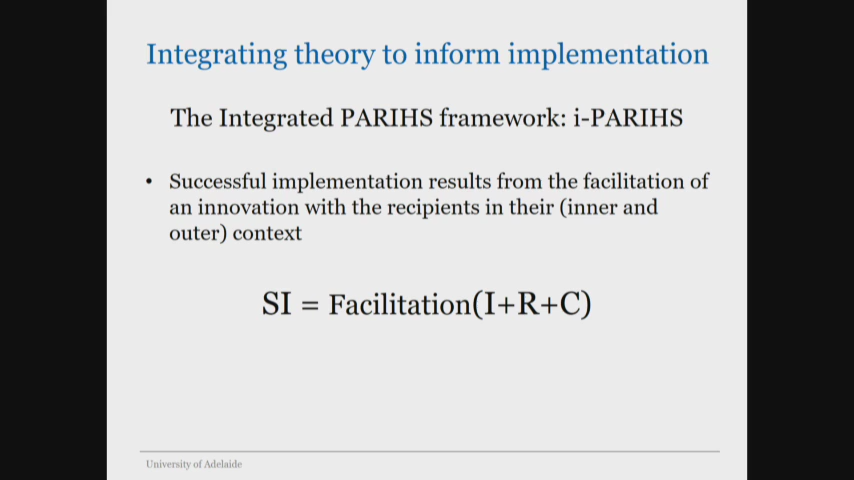 Integrating theory to inform implementation
The Integrated PARIHS framework: i-PARIHS
• Successful implementation results from the facilitation of
an innovation with the recipients in their (inner and
outer) context
SI = Facilitation(I+R+C)
University of Adelaide